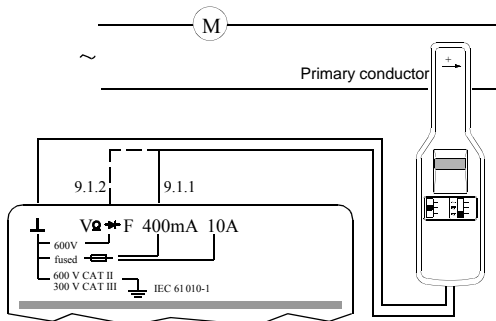 M
~
+
Primary conductor
9.1.2 9.1.1
VΩ F 400mA 10A
600V
fused
600 V CAT II
300 V CAT III IEC 61010-1